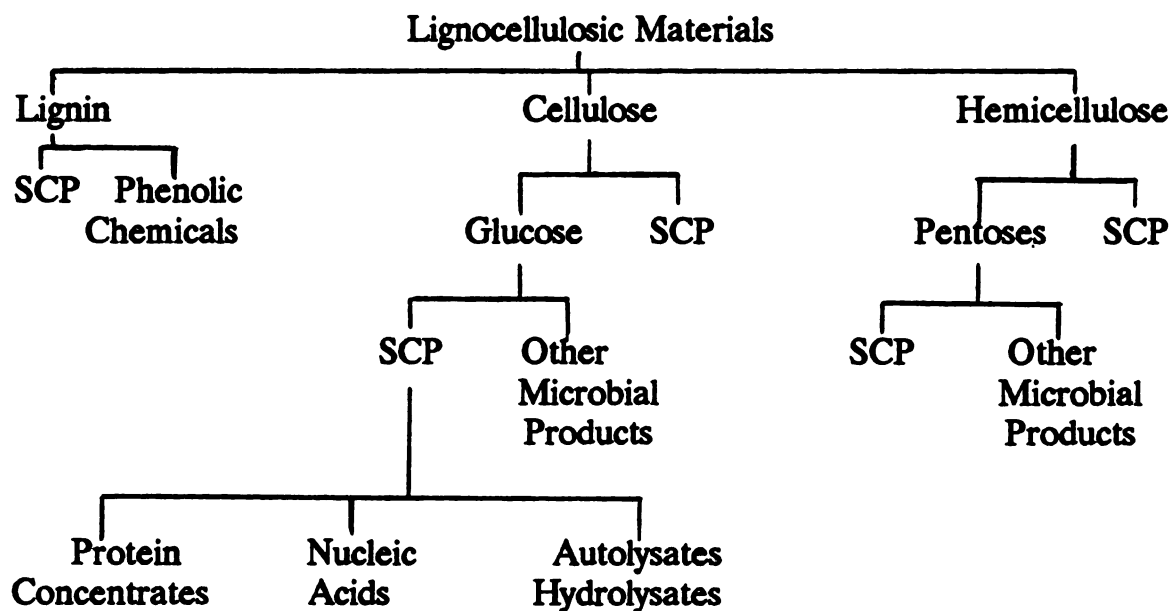 Lignocellulosic Materials
Lignin Cellulose Hemicellulose
SCP Phenolic
Chemicals
Glucose SCP
Pentoses SCP
SCP Other
Microbial
Products
SCP Other
Microbial
Products
Protein
Concentrates
Nucleic
Acids
Autolysates
Hydrolysates